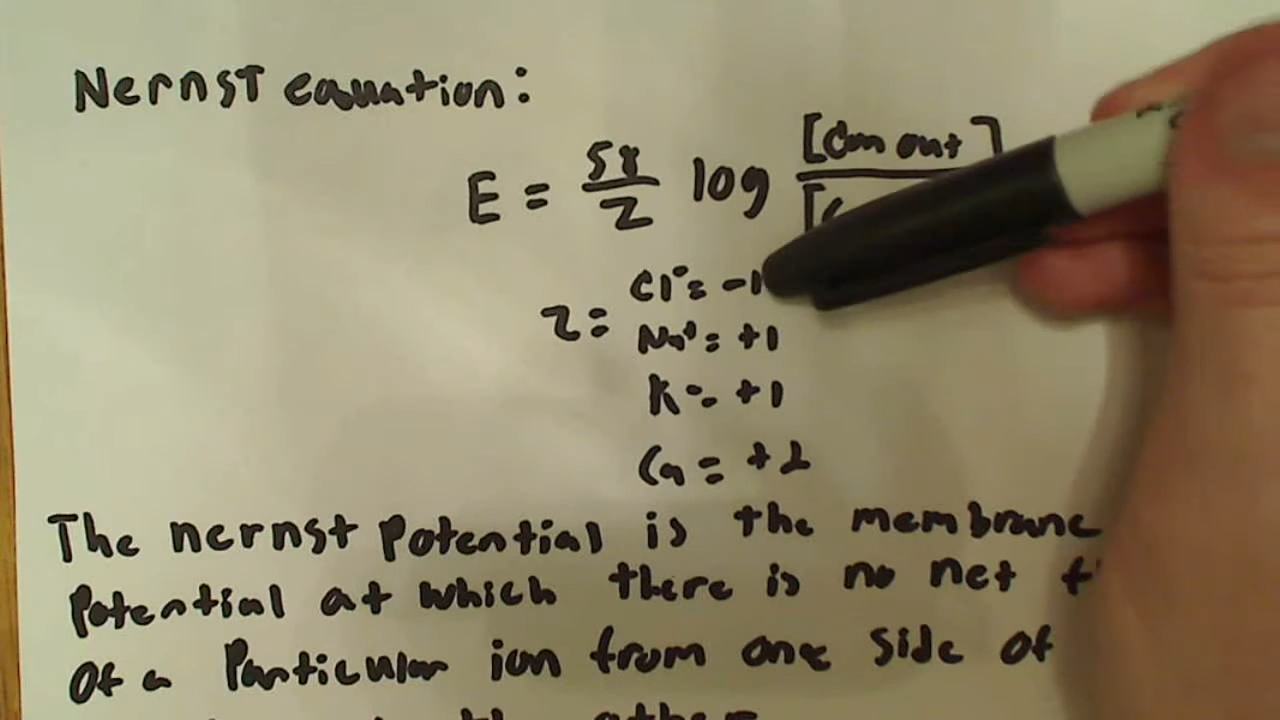 Nernst equation:
E = 58/Z log [Con out]
z= Cl⁻= -1
Na⁺= +1
K= +1
Ca= +2
The nernst Potential is the membrane
Potential at which there is no net
of a Particular ion from one side of